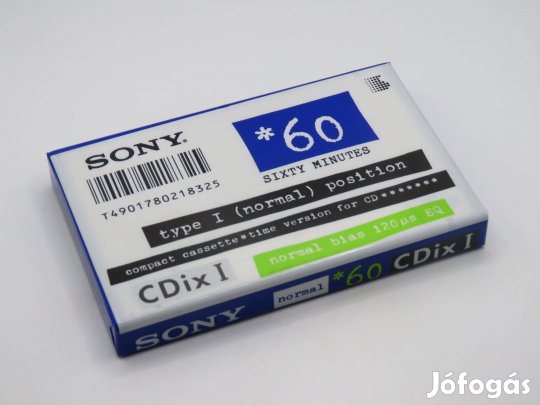 SONY®
*60
SIXTY MINUTES
T4901780218325
type I (normal) position
compact cassette*time version for CD*******
normal bias 120µs EQ
CDix I
SONY normal *60 CDix I
Jófogás